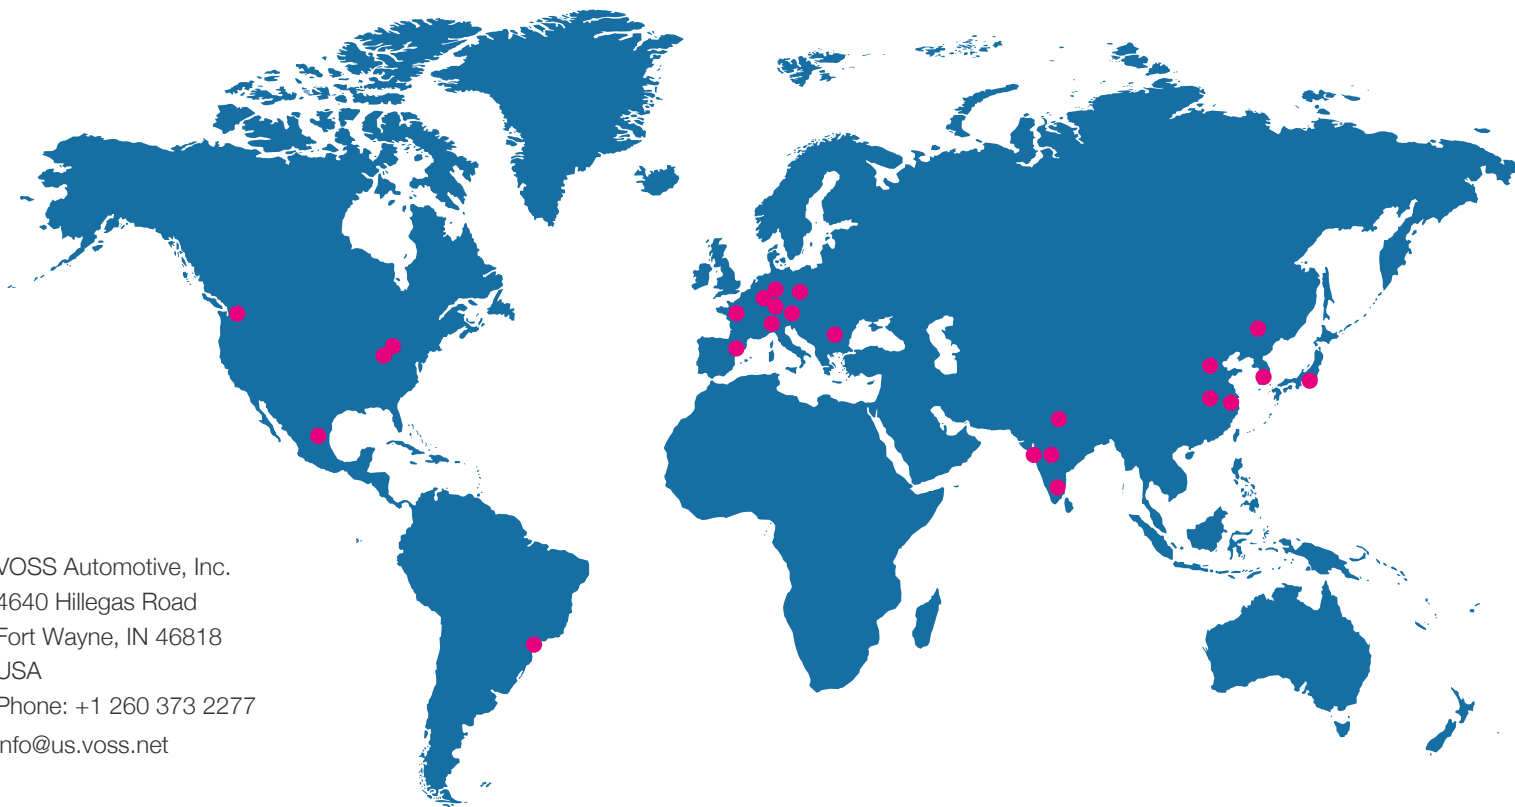 VOSS Automotive, Inc.
4640 Hillegas Road
Fort Wayne, IN 46818
USA
Phone: +1 260 373 2277
info@us.voss.net